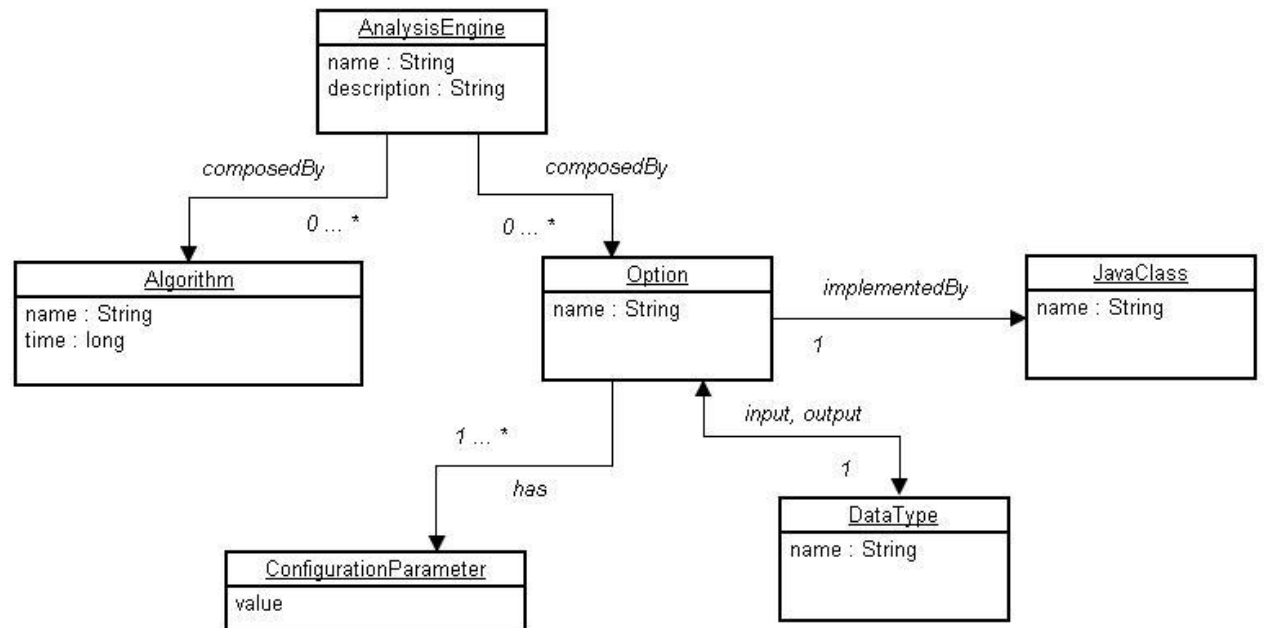 AnalysisEngine
name : String
description : String
composedBy
composedBy
0 ... *
0 ... *
Algorithm
name : String
time : long
Option
name : String
implementedBy
1
JavaClass
name : String
input, output
1
1 ... *
has
DataType
name : String
ConfigurationParameter
value